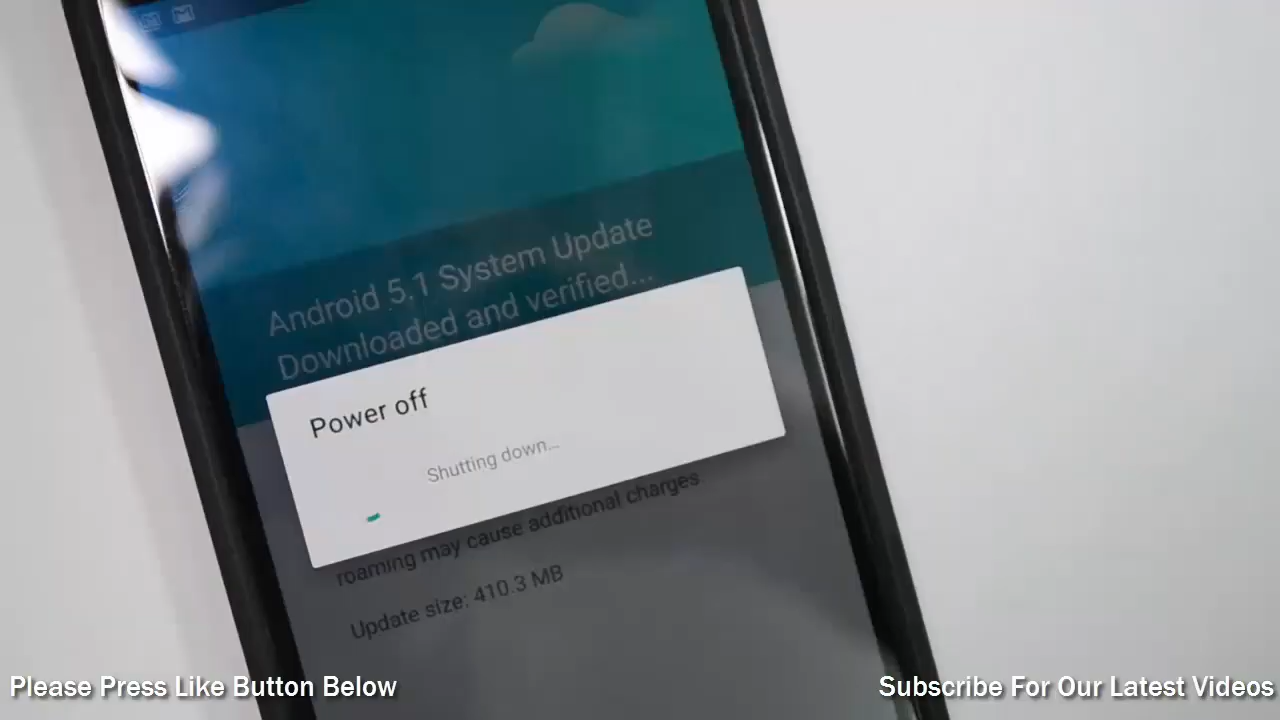 Android 5.1 System Update
Downloaded and verified...
Power off
Shutting down...
roaming may cause additional charges
Update size: 410.3 MB
Please Press Like Button Below
Subscribe For Our Latest Videos